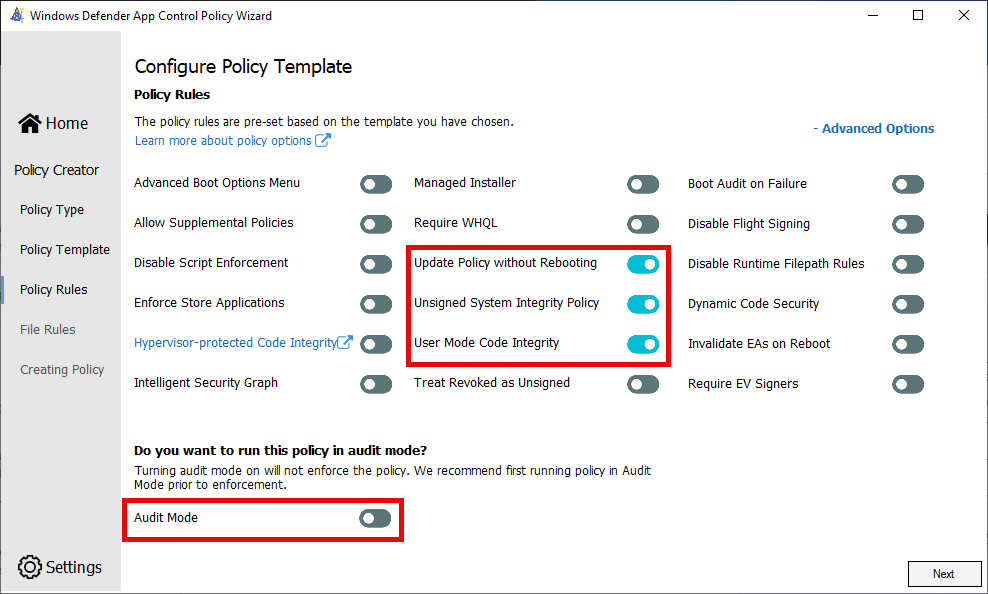 Windows Defender App Control Policy Wizard
Home
Policy Creator
Policy Type
Policy Template
Policy Rules
File Rules
Creating Policy
Settings
Configure Policy Template
Policy Rules
The policy rules are pre-set based on the template you have chosen.
Learn more about policy options
- Advanced Options
Advanced Boot Options Menu
Allow Supplemental Policies
Disable Script Enforcement
Enforce Store Applications
Hypervisor-protected Code Integrity
Intelligent Security Graph
Managed Installer
Require WHQL
Update Policy without Rebooting
Unsigned System Integrity Policy
User Mode Code Integrity
Treat Revoked as Unsigned
Boot Audit on Failure
Disable Flight Signing
Disable Runtime Filepath Rules
Dynamic Code Security
Invalidate EAs on Reboot
Require EV Signers
Do you want to run this policy in audit mode?
Turning audit mode on will not enforce the policy. We recommend first running policy in Audit
Mode prior to enforcement.
Audit Mode
Next